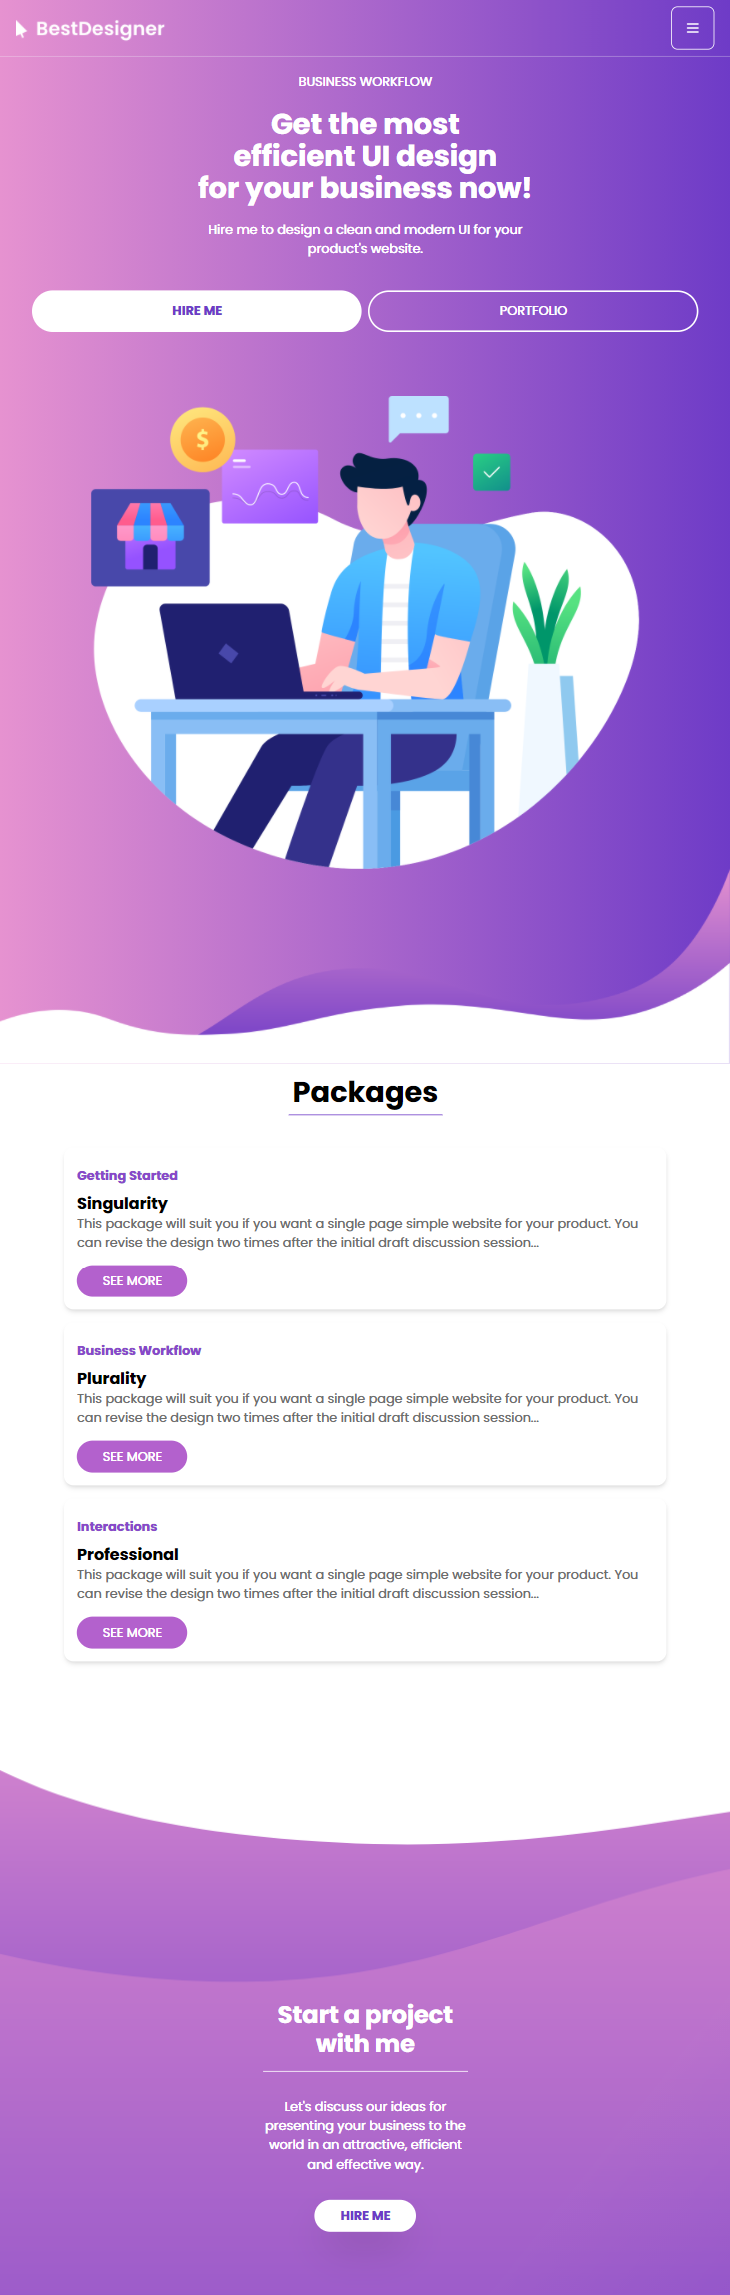 BestDesigner
BUSINESS WORKFLOW
Get the most
efficient UI design
for your business now!
Hire me to design a clean and modern UI for your
product's website.
HIRE ME
PORTFOLIO
$
Packages
Getting Started
Singularity
This package will suit you if you want a single page simple website for your product. You
can revise the design two times after the initial draft discussion session...
SEE MORE
Business Workflow
Plurality
This package will suit you if you want a single page simple website for your product. You
can revise the design two times after the initial draft discussion session...
SEE MORE
Interactions
Professional
This package will suit you if you want a single page simple website for your product. You
can revise the design two times after the initial draft discussion session...
SEE MORE
Start a project
with me
Let's discuss our ideas for
presenting your business to the
world in an attractive, efficient
and effective way.
HIRE ME